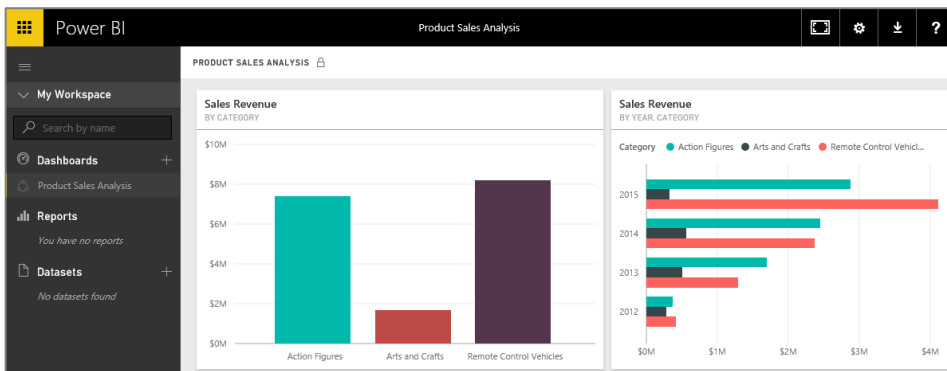 Power BI
Product Sales Analysis
?
PRODUCT SALES ANALYSIS
My Workspace
Search by name
Dashboards +
Product Sales Analysis
Reports
You have no reports
Datasets +
No datasets found
Sales Revenue
BY CATEGORY
$10M
$8M
$6M
$4M
$2M
$0M
Action Figures Arts and Crafts Remote Control Vehicles
Sales Revenue
BY YEAR, CATEGORY
Category Action Figures Arts and Crafts Remote Control Vehicl...
2015
2014
2013
2012
$0M $1M $2M $3M $4M